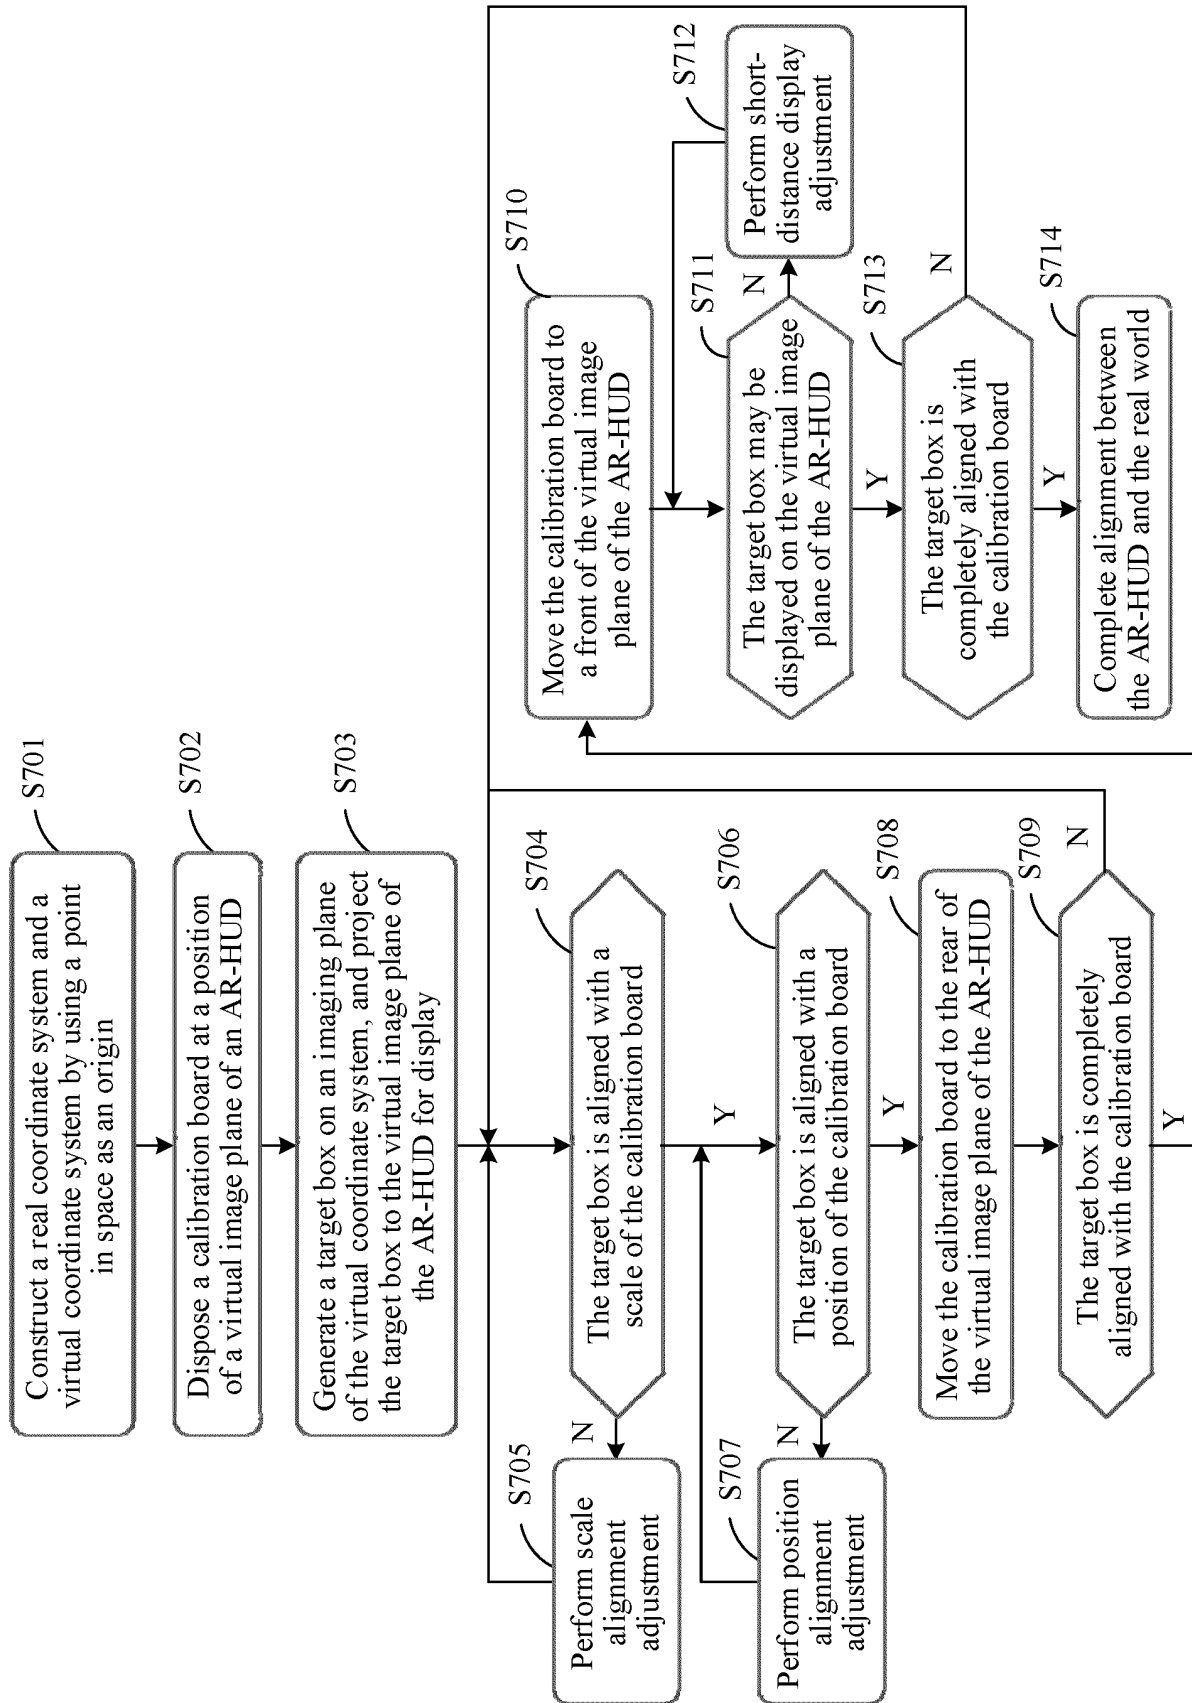 S701
Construct a real coordinate system and a
virtual coordinate system by using a point
in space as an origin
S702
Dispose a calibration board at a position
of a virtual image plane of an AR-HUD
S703
Generate a target box on an imaging plane
of the virtual coordinate system, and project
the target box to the virtual image plane of
the AR-HUD for display
S704
The target box is aligned with a
scale of the calibration board
N
S705
Perform scale
alignment
adjustment
Y
S706
The target box is aligned with a
position of the calibration board
N
S707
Perform position
alignment
adjustment
Y
S708
Move the calibration board to the rear of
the virtual image plane of the AR-HUD
S709
The target box is completely
aligned with the calibration board
N
Y
S710
Move the calibration board to
a front of the virtual image
plane of the AR-HUD
S711
The target box may be
displayed on the virtual image
plane of the AR-HUD
N
S712
Perform short-
distance display
adjustment
Y
S713
The target box is
completely aligned with
the calibration board
N
Y
S714
Complete alignment between
the AR-HUD and the real world